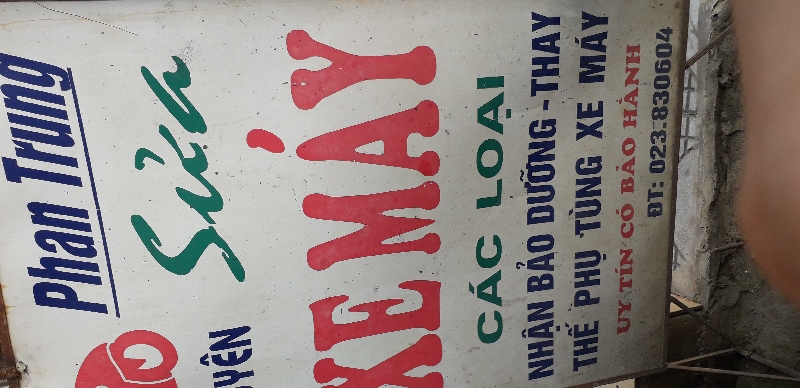 Phan Trung
Sửa
UYÊN
XE MÁY
CÁC LOẠI
NHẬN BẢO DƯỠNG - THAY
THẾ PHỤ TÙNG XE MÁY
UY TÍN CÓ BẢO HÀNH
ĐT: 023.830604